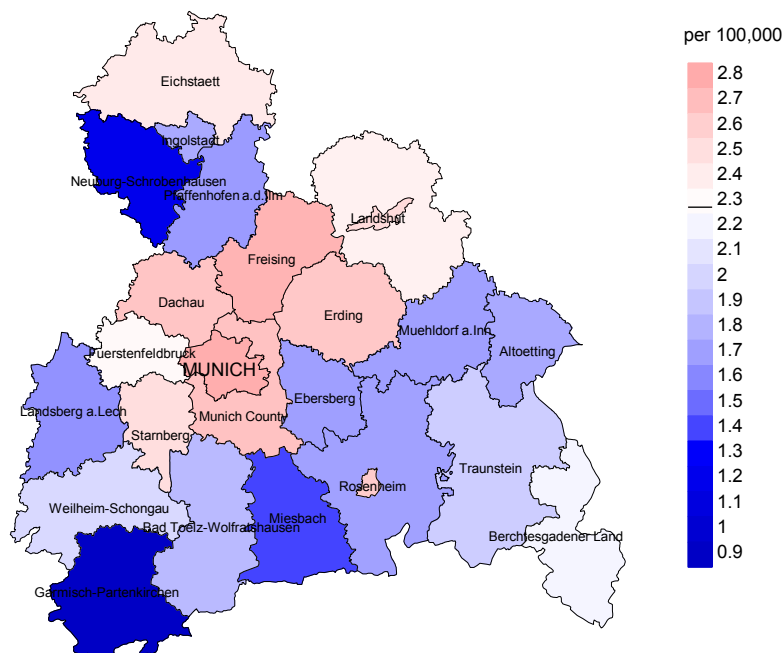 per 100,000
2.8
2.7
2.6
2.5
2.4
2.3
2.2
2.1
2
1.9
1.8
1.7
1.6
1.5
1.4
1.3
1.2
1.1
1
0.9
Eichstaett
Ingolstadt
Neuburg-Schrobenhausen
Pfaffenhofen a.d.Ilm
Landshut
Freising
Dachau
Erding
Muehldorf a.Inn
Altoetting
Fuerstenfeldbruck
MUNICH
Ebersberg
Landsberg a.Lech
Munich County
Starnberg
Traunstein
Rosenheim
Weilheim-Schongau
Miesbach
Bad Toelz-Wolfratshausen
Berchtesgadener Land
Garmisch-Partenkirchen